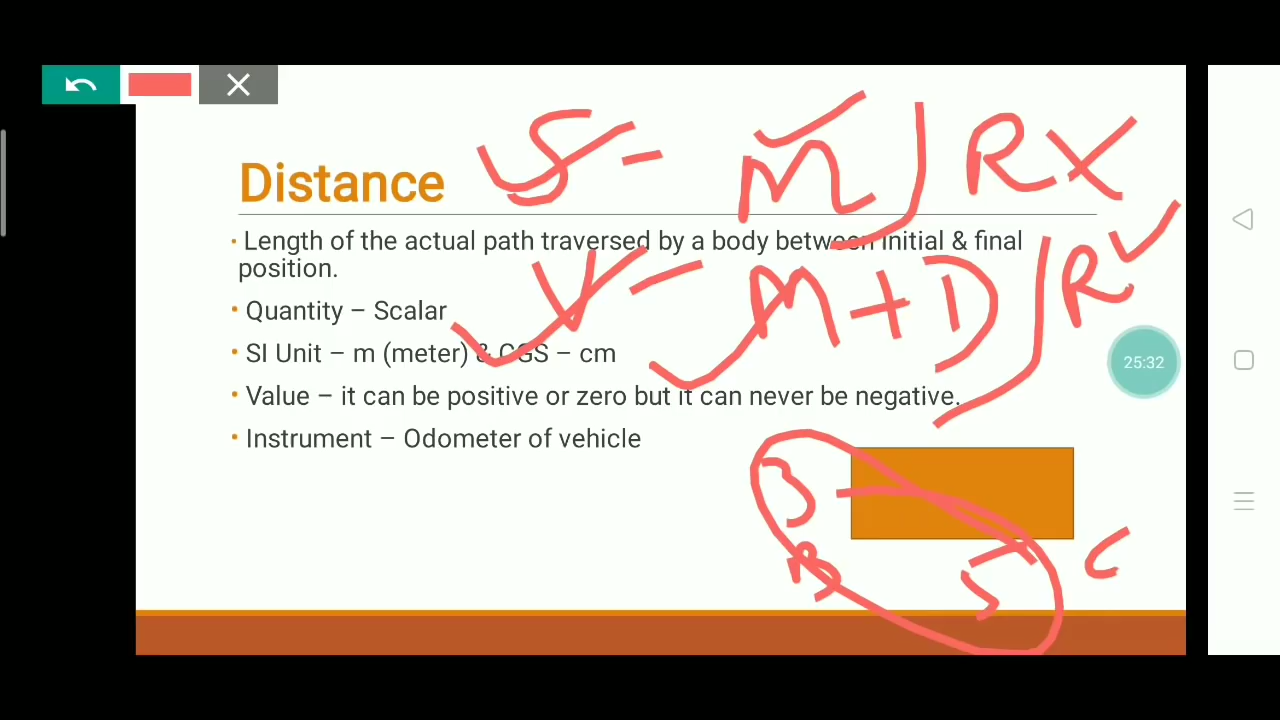 S - M / R X
Distance
• Length of the actual path traversed by a body between initial & final
position.
V - M + D / R ✓
• Quantity – Scalar
• SI Unit – m (meter) & CGS – cm
25:32
• Value – it can be positive or zero but it can never be negative.
• Instrument – Odometer of vehicle
3
B 5 C